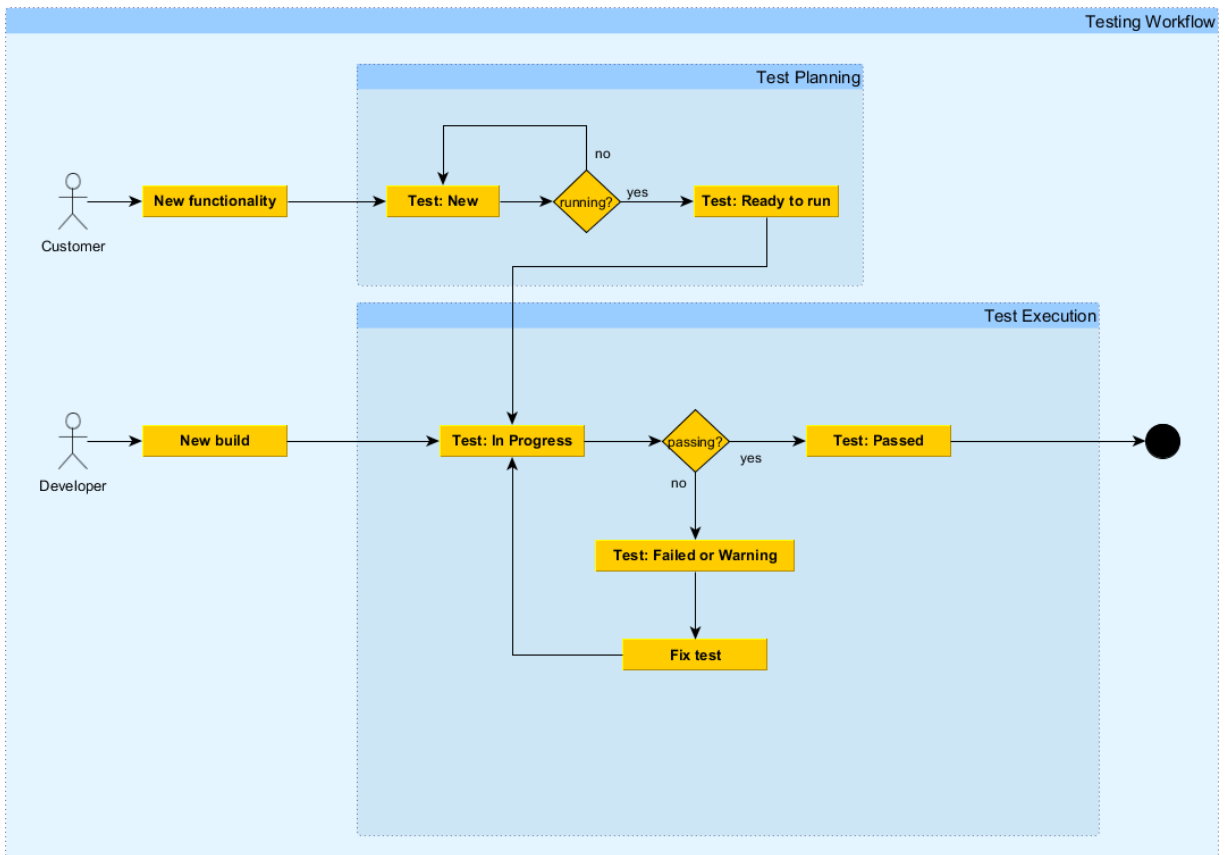 Testing Workflow
Test Planning
no
New functionality
Test: New
running?
yes
Test: Ready to run
Customer
Test Execution
New build
Test: In Progress
passing?
yes
Test: Passed
Developer
no
Test: Failed or Warning
Fix test